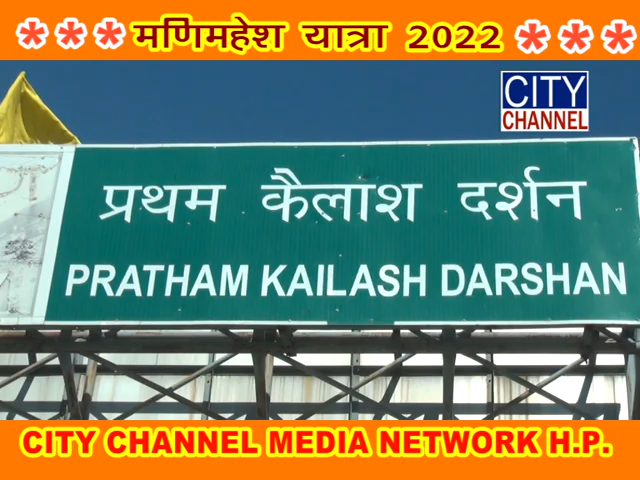 मणिमहेश यात्रा 2022
CITY
CHANNEL
प्रथम कैलाश दर्शन
PRATHAM KAILASH DARSHAN
CITY CHANNEL MEDIA NETWORK H.P.